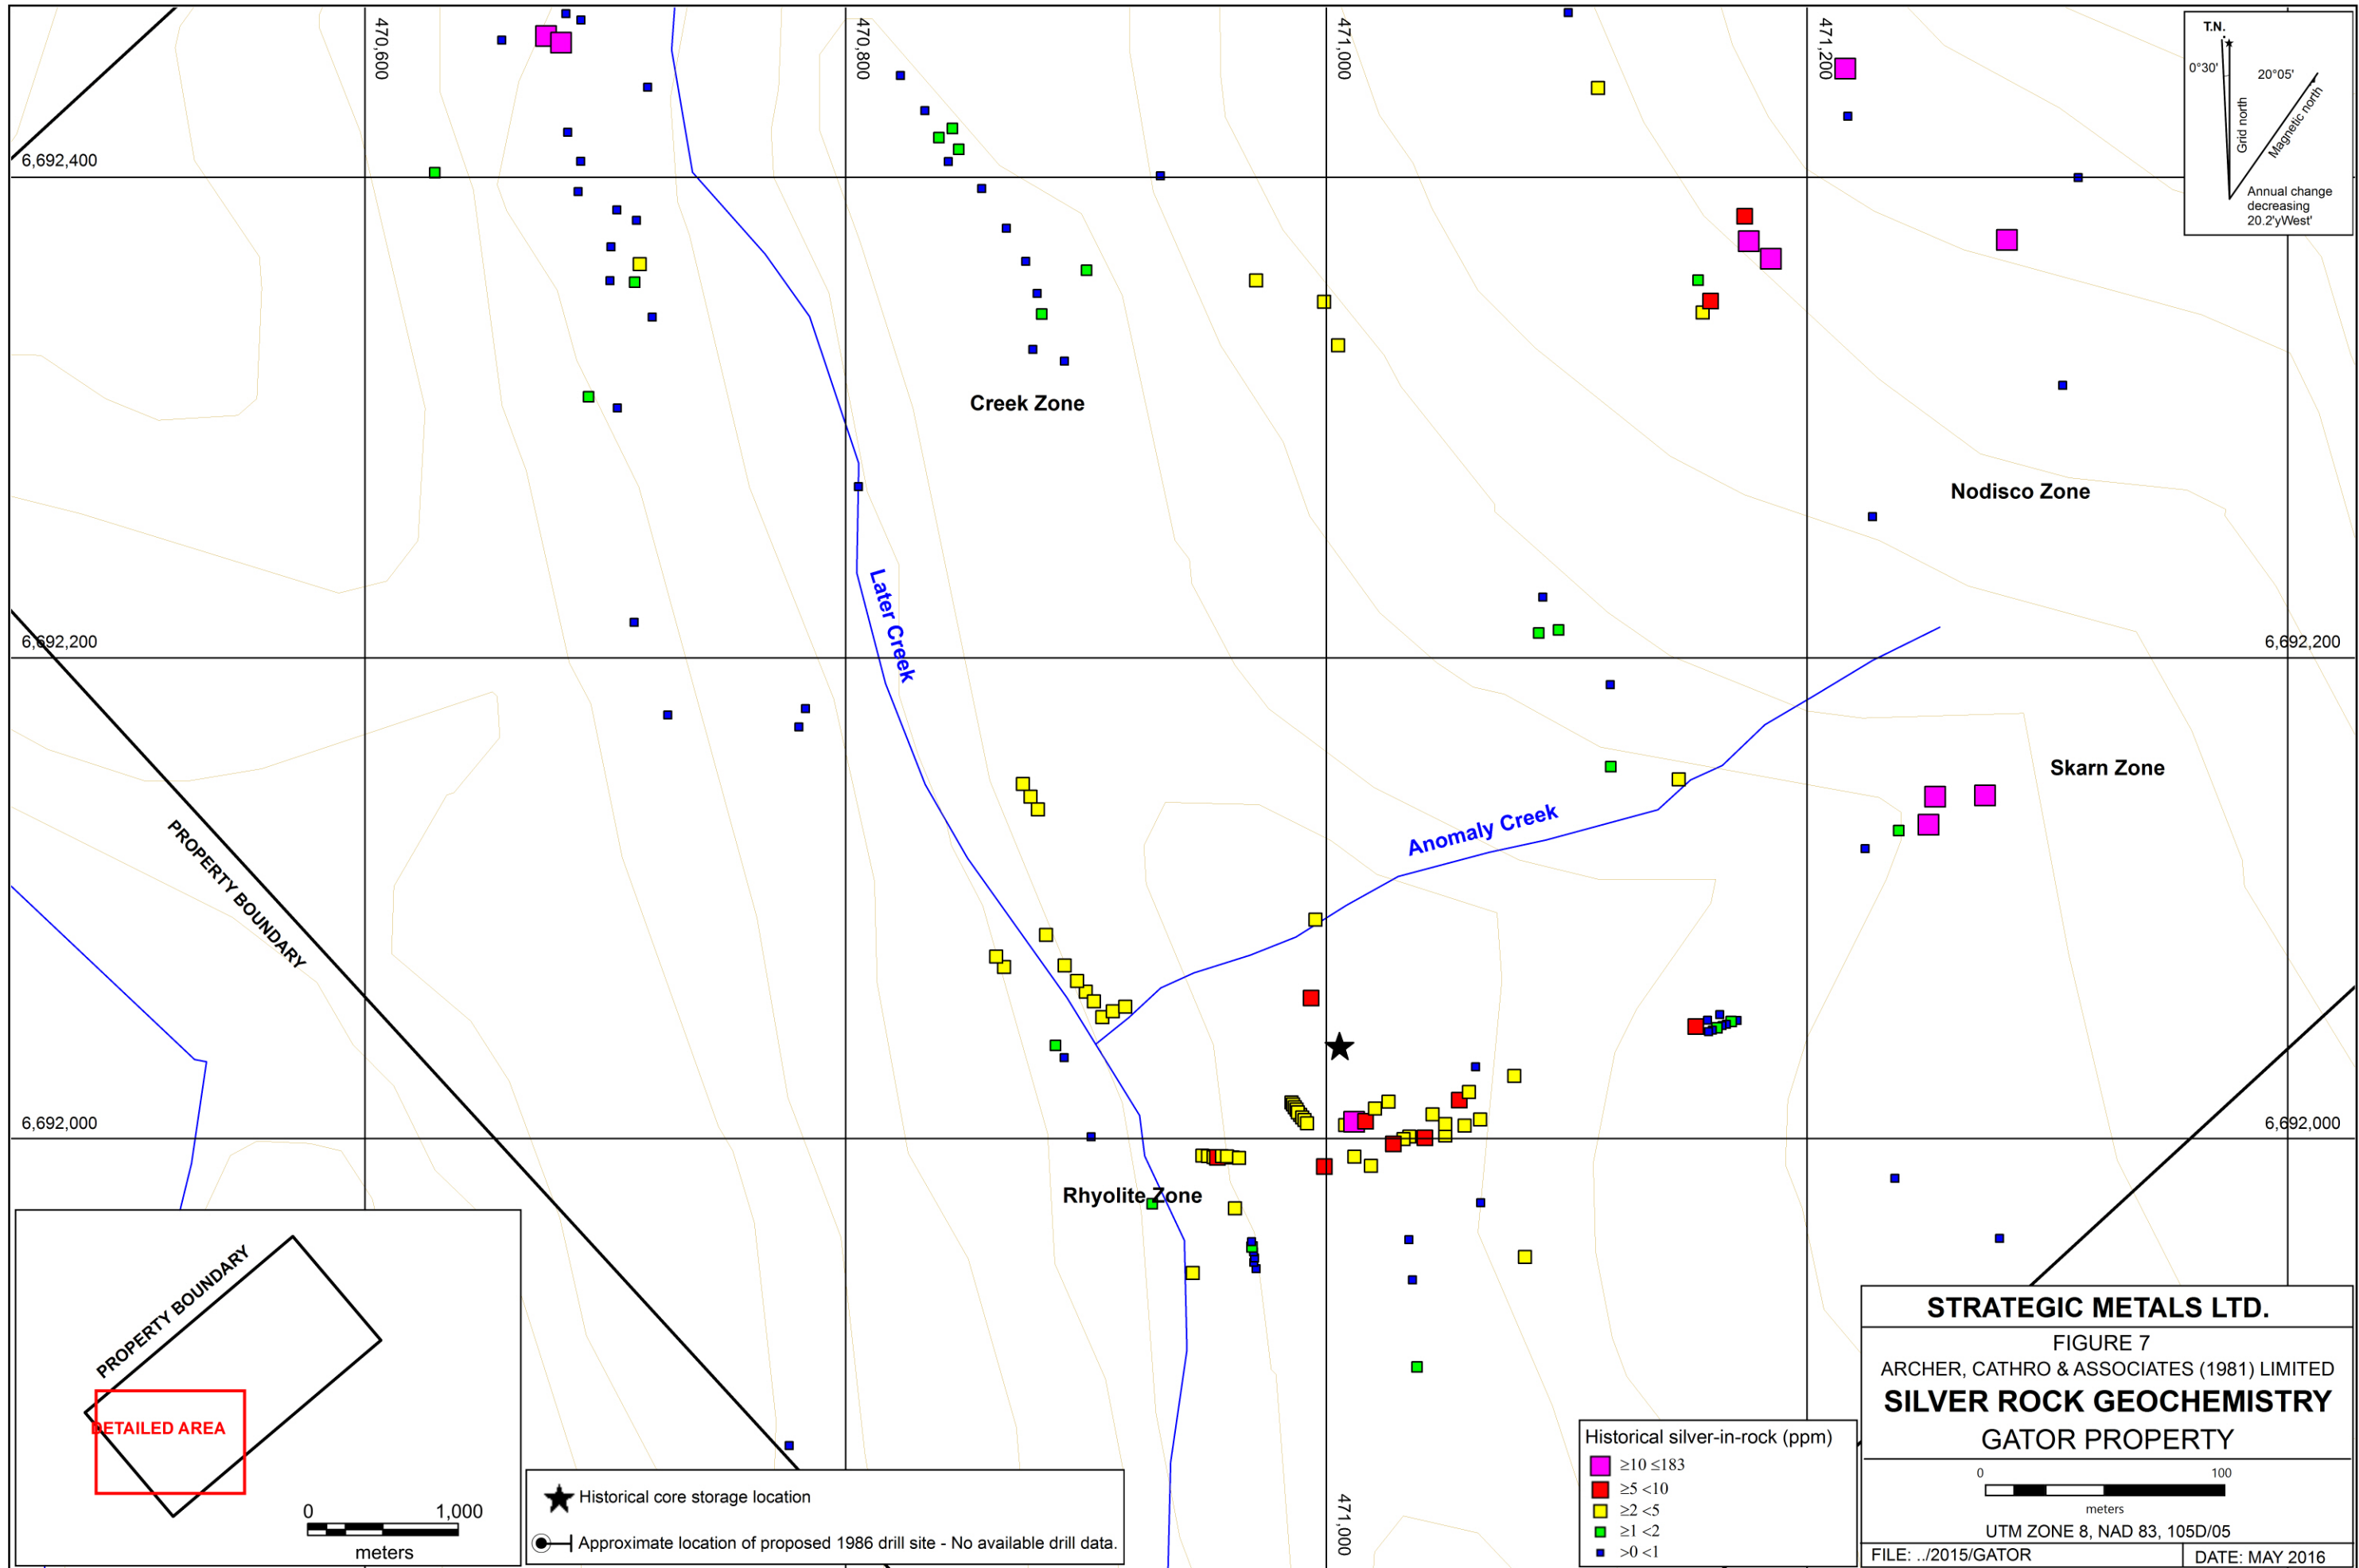 470,600
470,800
471,000
471,200
T.N.
0°30'
20°05'
Grid north
Magnetic north
Annual change
decreasing
20.2'yWest'
6,692,400
Creek Zone
Nodisco Zone
Later Creek
6,692,200
6,692,200
Skarn Zone
Anomaly Creek
PROPERTY BOUNDARY
6,692,000
6,692,000
Rhyolite Zone
PROPERTY BOUNDARY
DETAILED AREA
0 1,000
meters
Historical core storage location
Approximate location of proposed 1986 drill site - No available drill data.
471,000
Historical silver-in-rock (ppm)
≥10 ≤183
≥5 <10
≥2 <5
≥1 <2
>0 <1
STRATEGIC METALS LTD.
FIGURE 7
ARCHER, CATHRO & ASSOCIATES (1981) LIMITED
SILVER ROCK GEOCHEMISTRY
GATOR PROPERTY
0 100
meters
UTM ZONE 8, NAD 83, 105D/05
FILE: ../2015/GATOR
DATE: MAY 2016